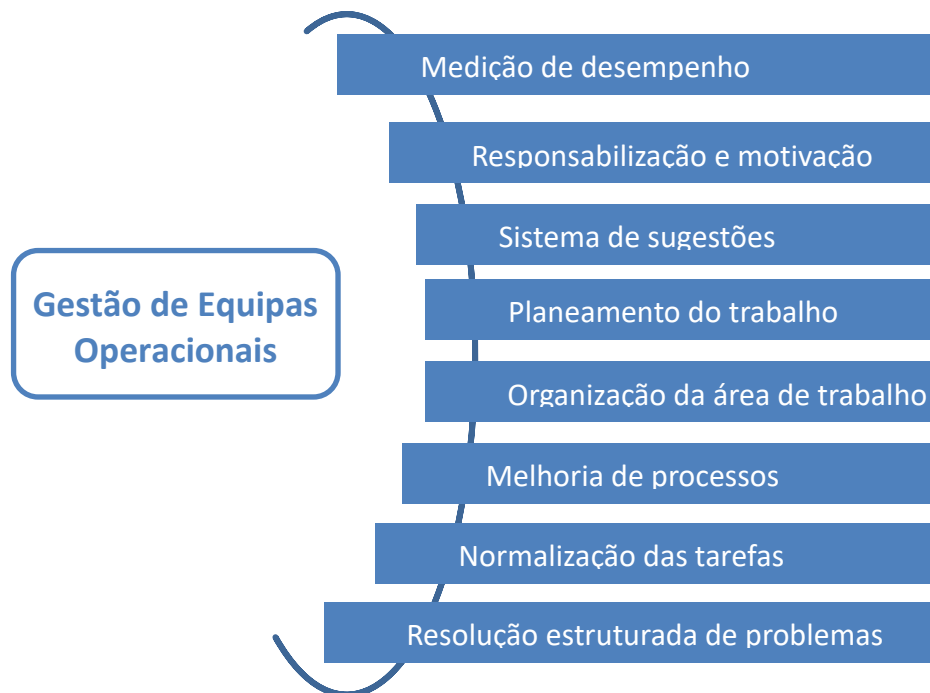 Medição de desempenho
Responsabilização e motivação
Sistema de sugestões
Gestão de Equipas
Operacionais
Planeamento do trabalho
Organização da área de trabalho
Melhoria de processos
Normalização das tarefas
Resolução estruturada de problemas